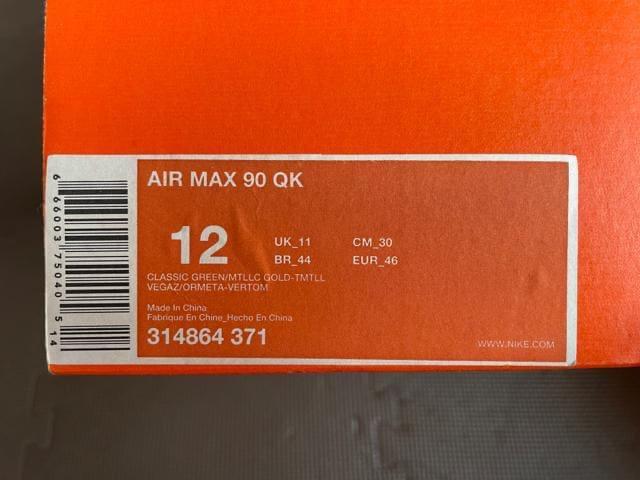 AIR MAX 90 QK
12
UK_11 CM_30
BR_44 EUR_46
CLASSIC GREEN/MTLLC GOLD-TMTLL
VEGAZ/ORMETA-VERTOM
Made In China
Fabrique En Chine_Hecho En China
314864 371
WWW.NIKE.COM
6 66003 75040 5 14